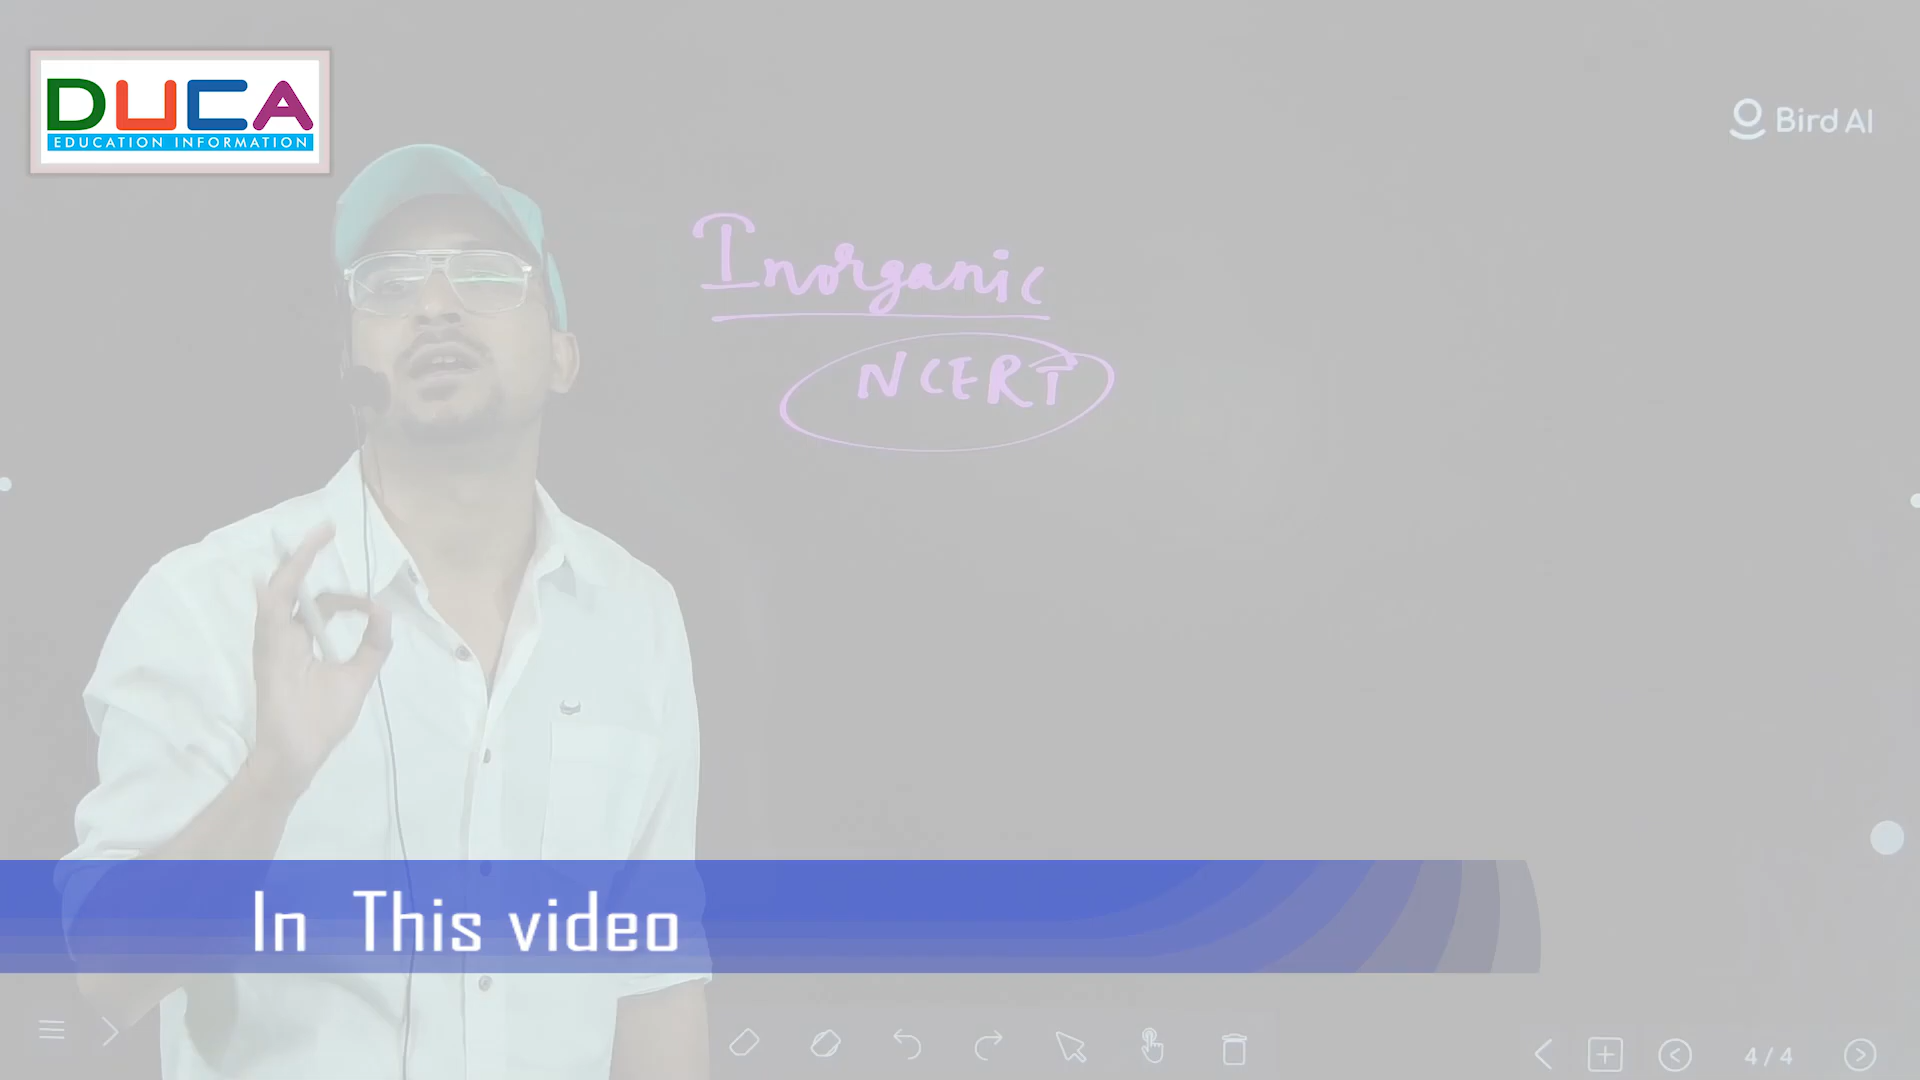 DUCA
EDUCATION INFORMATION
Bird AI
Inorganic
NCERT
In This video
4/4